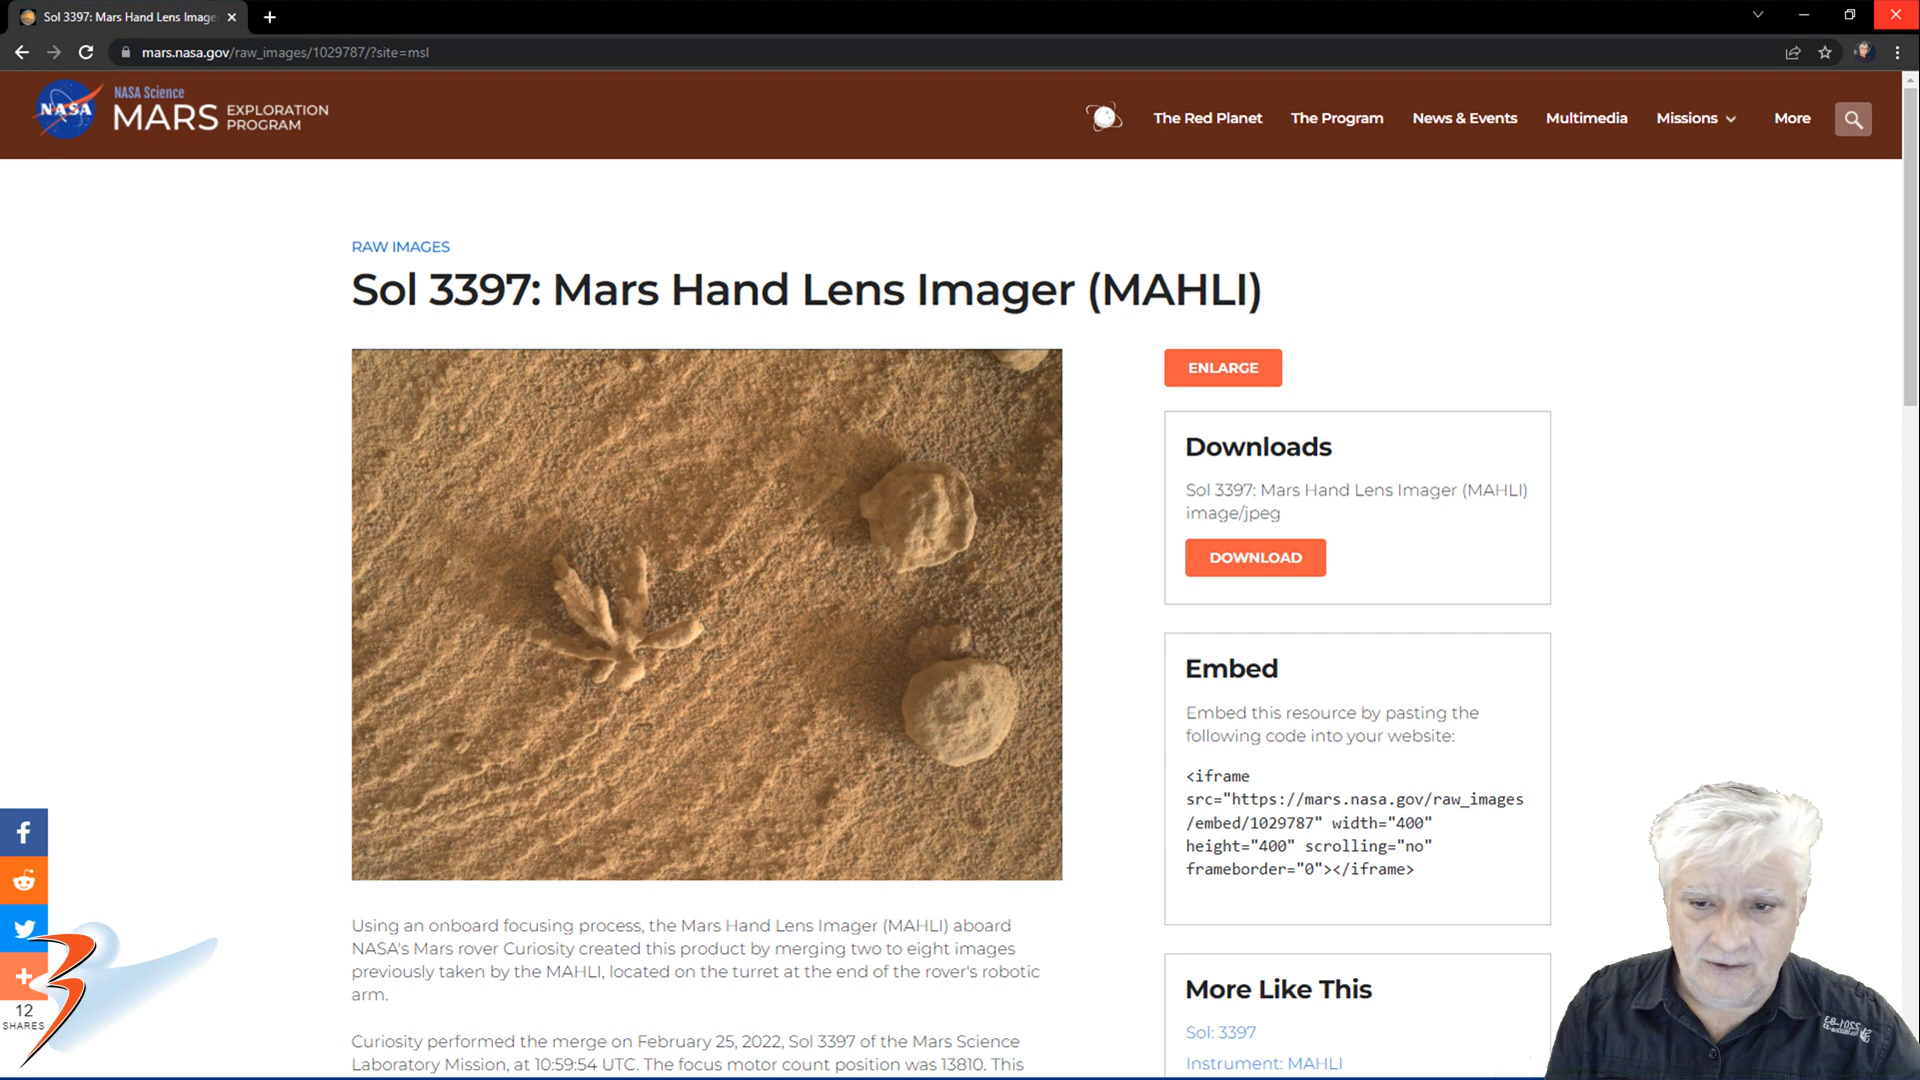 Sol 3397: Mars Hand Lens Image
mars.nasa.gov/raw_images/1029787/?site=msl
NASA
NASA Science
MARS EXPLORATION PROGRAM
The Red Planet
The Program
News & Events
Multimedia
Missions
More
RAW IMAGES
Sol 3397: Mars Hand Lens Imager (MAHLI)
ENLARGE
Downloads
Sol 3397: Mars Hand Lens Imager (MAHLI)
image/jpeg
DOWNLOAD
Embed
Embed this resource by pasting the
following code into your website:
<iframe
src="https://mars.nasa.gov/raw_images
/embed/1029787" width="400"
height="400" scrolling="no"
frameborder="0"></iframe>
More Like This
Sol: 3397
Instrument: MAHLI
Using an onboard focusing process, the Mars Hand Lens Imager (MAHLI) aboard
NASA's Mars rover Curiosity created this product by merging two to eight images
previously taken by the MAHLI, located on the turret at the end of the rover's robotic
arm.
Curiosity performed the merge on February 25, 2022, Sol 3397 of the Mars Science
Laboratory Mission, at 10:59:54 UTC. The focus motor count position was 13810. This
12
SHARES